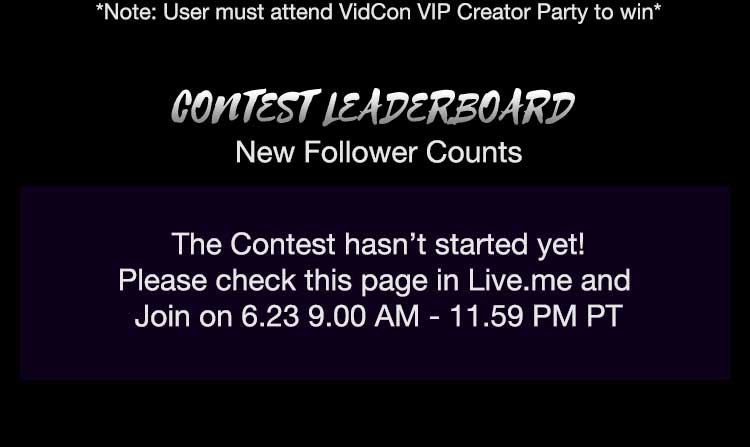 *Note: User must attend VidCon VIP Creator Party to win*
CONTEST LEADERBOARD
New Follower Counts
The Contest hasn’t started yet!
Please check this page in Live.me and
Join on 6.23 9.00 AM - 11.59 PM PT